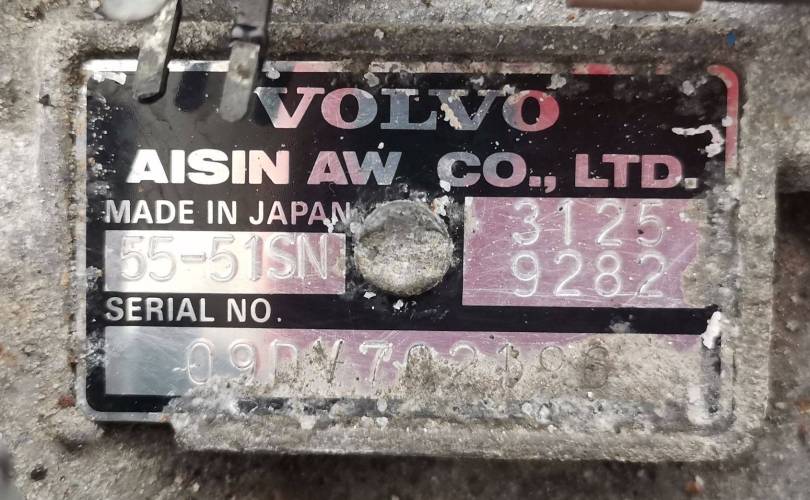 VOLVO
AISIN AW CO., LTD.
MADE IN JAPAN
55-51SN
3125
9282
SERIAL NO.